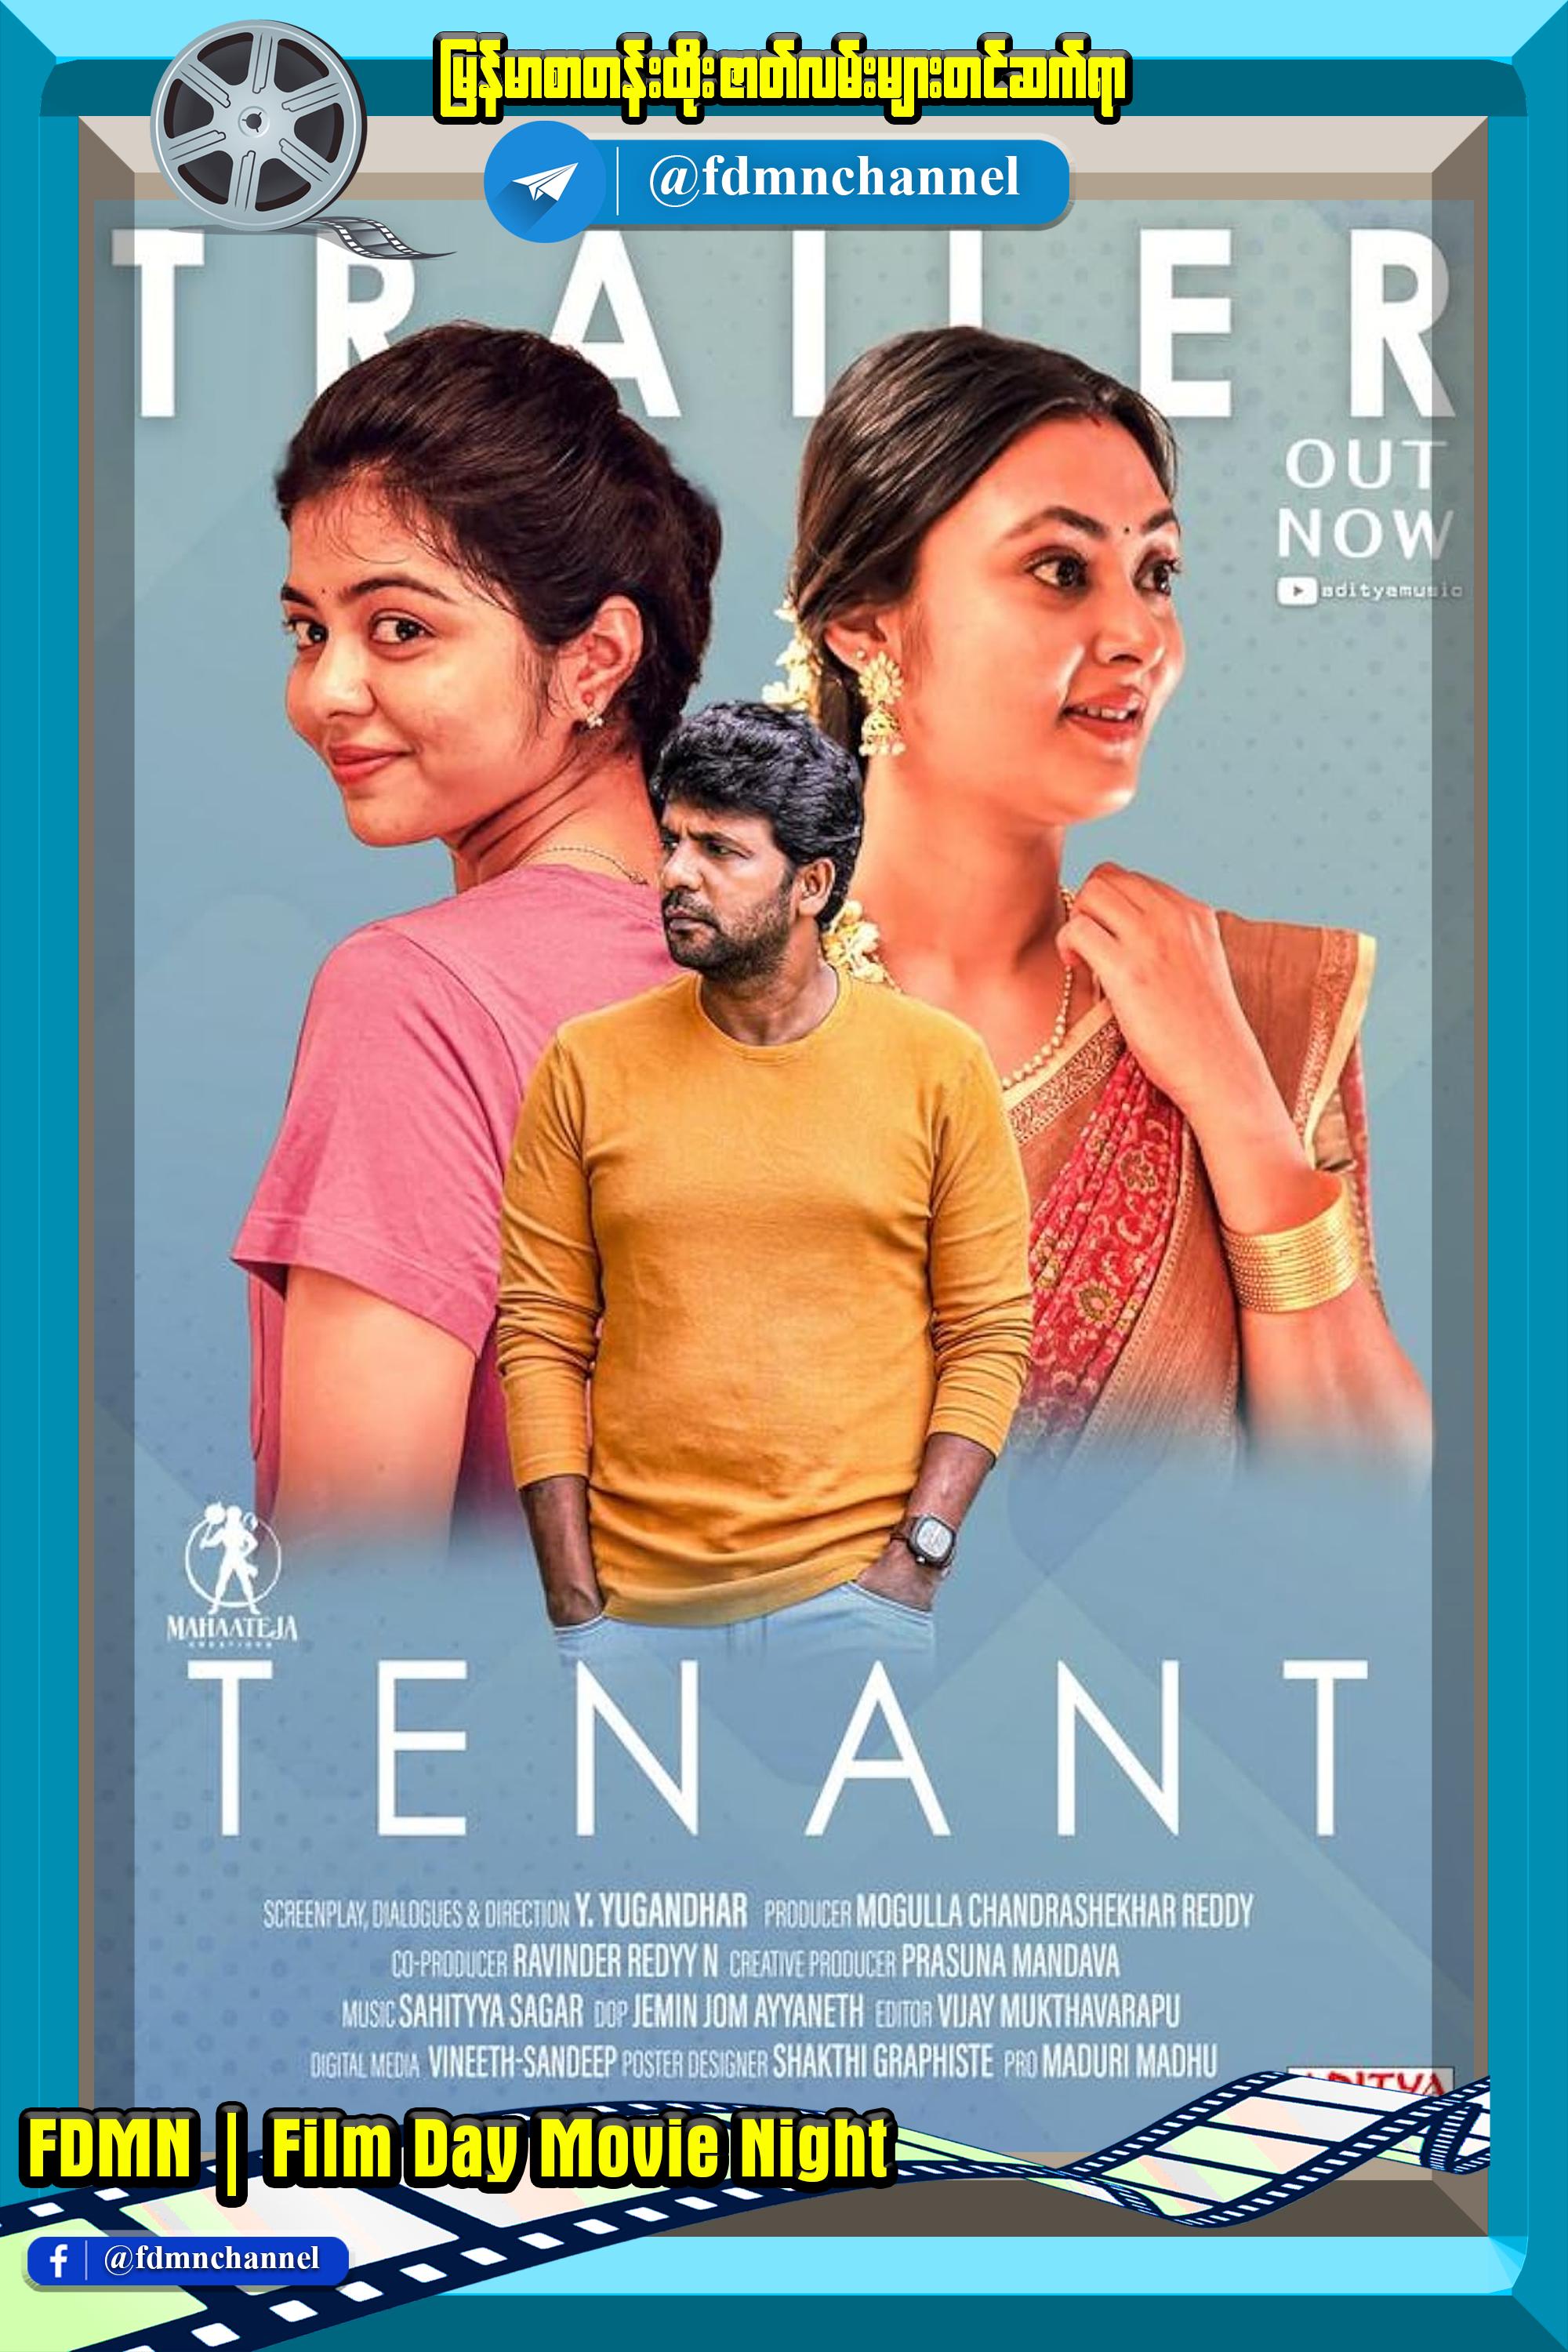 မြန်မာစာတန်းထိုး ဇာတ်လမ်းများတင်ဆက်ရာ
@fdmnchannel
TRAILER
OUT
NOW
adityamusic
MAHAATEJA
CREATIONS
TENANT
SCREENPLAY, DIALOGUES & DIRECTION Y. YUGANDHAR PRODUCER MOGULLA CHANDRASHEKHAR REDDY
CO-PRODUCER RAVINDER REDYY N CREATIVE PRODUCER PRASUNA MANDAVA
MUSIC SAHITYYA SAGAR DOP JEMIN JOM AYYANETH EDITOR VIJAY MUKTHAVARAPU
DIGITAL MEDIA VINEETH-SANDEEP POSTER DESIGNER SHAKTHI GRAPHISTE PRO MADURI MADHU
ADITYA
FDMN | Film Day Movie Night
@fdmnchannel